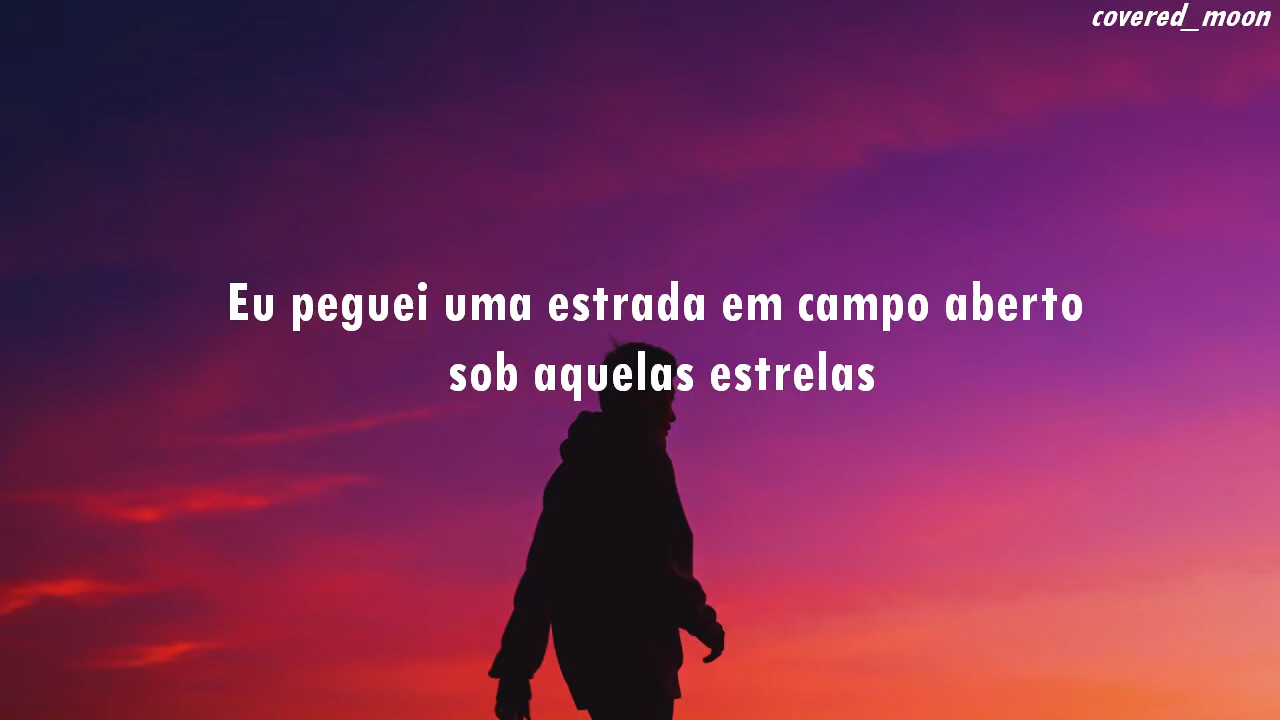 covered_moon
Eu peguei uma estrada em campo aberto
sob aquelas estrelas